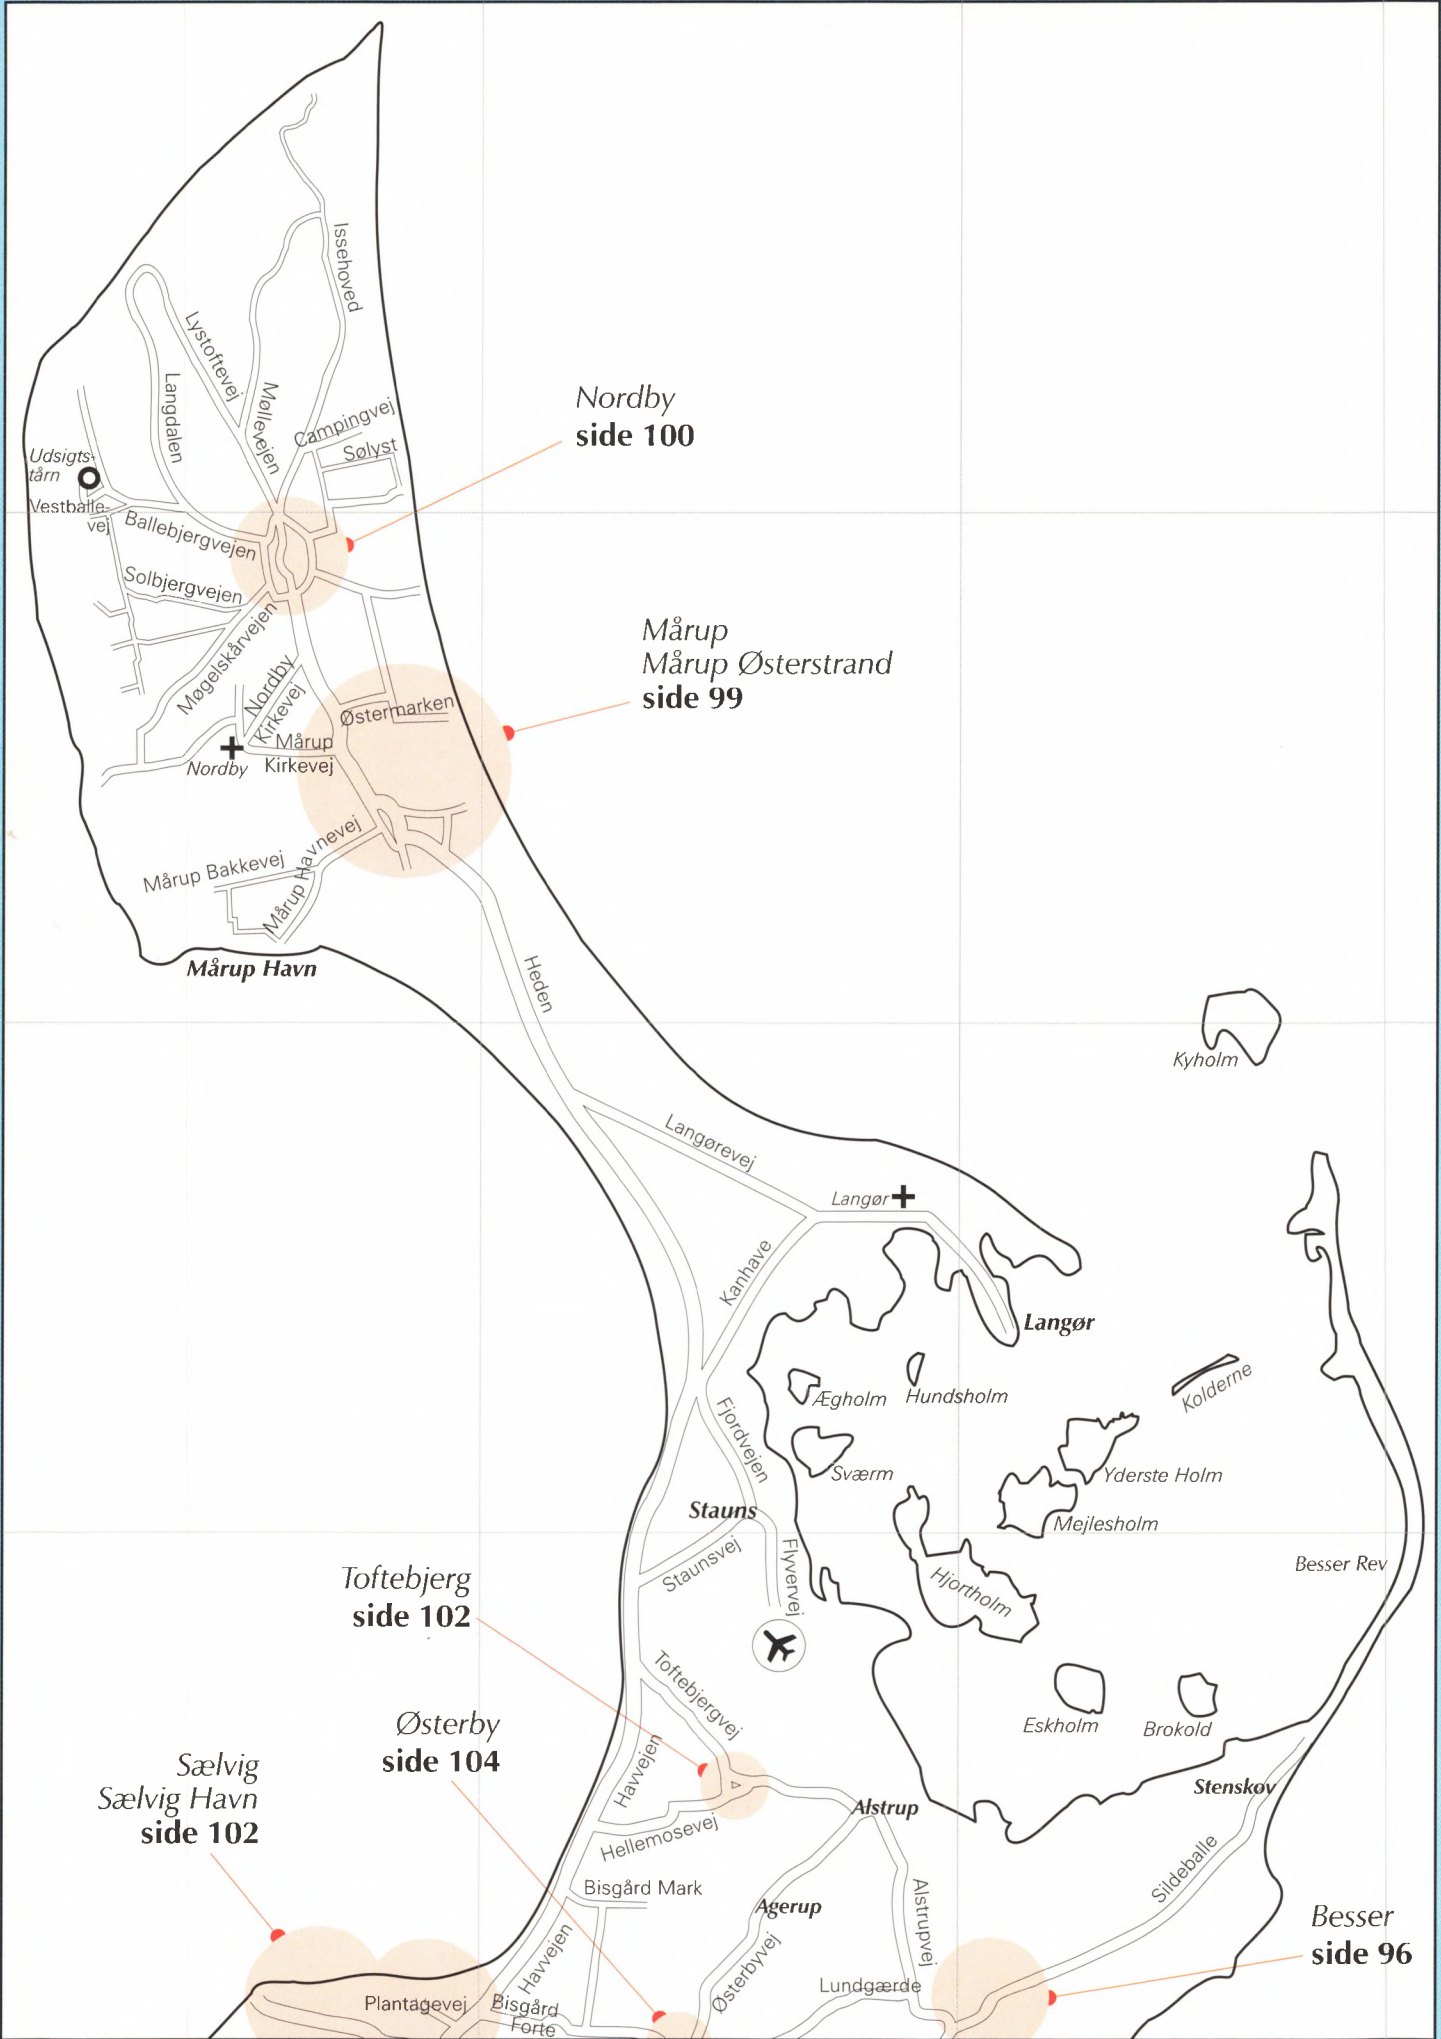 Issehoved
Lystoftevej
Langdalen
Møllevejen
Campingvej
Sølyst
Nordby
side 100
Udsigts-
tårn
Vestballe-
vej
Ballebjergvejen
Solbjergvejen
Møgelskårvejen
Nordby
Kirkevej
Mårup
Mårup Østerstrand
side 99
Østermarken
Mårup
Kirkevej
Nordby
Mårup Havnevej
Mårup Bakkevej
Mårup Havn
Heden
Kyholm
Langørevej
Langør
Kanhave
Langør
Ægholm
Hundsholm
Kolderne
Fjordvejen
Sværm
Yderste Holm
Stauns
Mejlesholm
Staunsvej
Flyvervej
Hjortholm
Besser Rev
Toftebjerg
side 102
Toftebjergvej
Eskholm
Brokold
Østerby
side 104
Havvejen
Sælvig
Sælvig Havn
side 102
Stenskov
Alstrup
Hellemosevej
Sildeballe
Bisgård Mark
Agerup
Alstrupvej
Besser
side 96
Havvejen
Østerbyvej
Lundgærde
Plantagevej
Bisgård
Forte